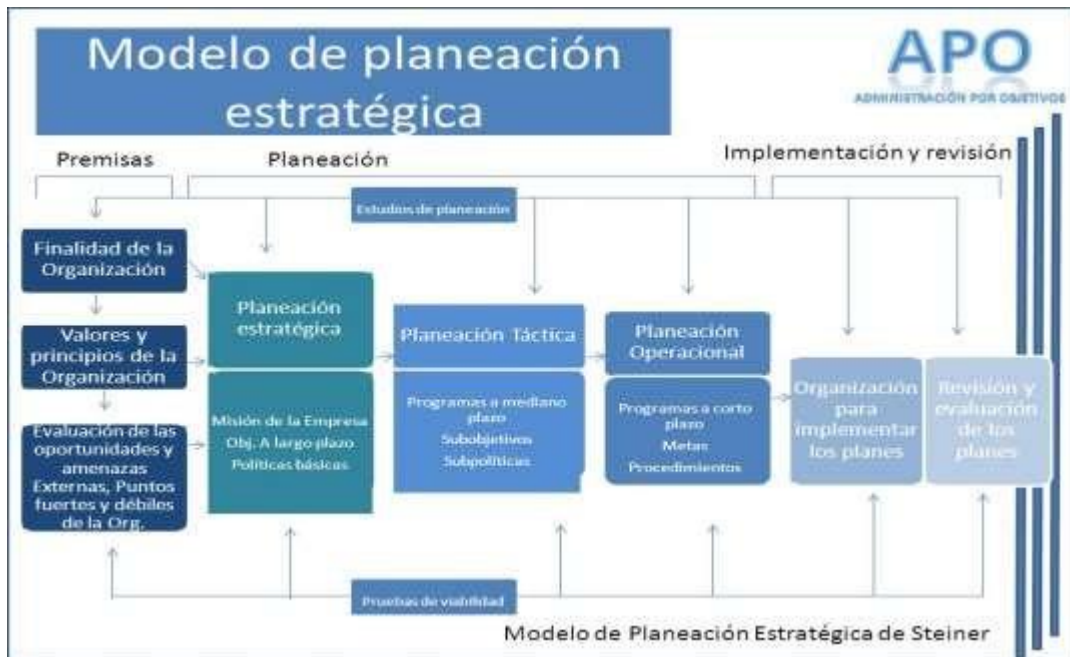 Modelo de planeación
estratégica
APO
ADMINISTRACIÓN POR OBJETIVOS
Premisas
Planeación
Implementación y revisión
Estudios de planeación
Finalidad de la
Organización
Valores y
principios de la
Organización
Evaluación de las
oportunidades y
amenazas
Externas, Puntos
fuertes y débiles
de la Org.
Planeación
estratégica
Misión de la Empresa
Obj. A largo plazo
Políticas básicas
Planeación Táctica
Programas a mediano
plazo
Subobjetivos
Subpolíticas
Planeación
Operacional
Programas a corto
plazo
Metas
Procedimientos
Organización
para
implementar
los planes
Revisión y
evaluación
de los
planes
Pruebas de viabilidad
Modelo de Planeación Estratégica de Steiner